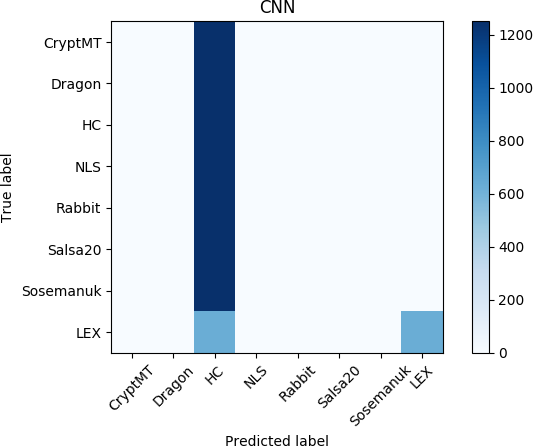 CNN
CryptMT
Dragon
HC
NLS
Rabbit
Salsa20
Sosemanuk
LEX
True label
CryptMT
Dragon
HC
NLS
Rabbit
Salsa20
Sosemanuk
LEX
Predicted label
1200
1000
800
600
400
200
0